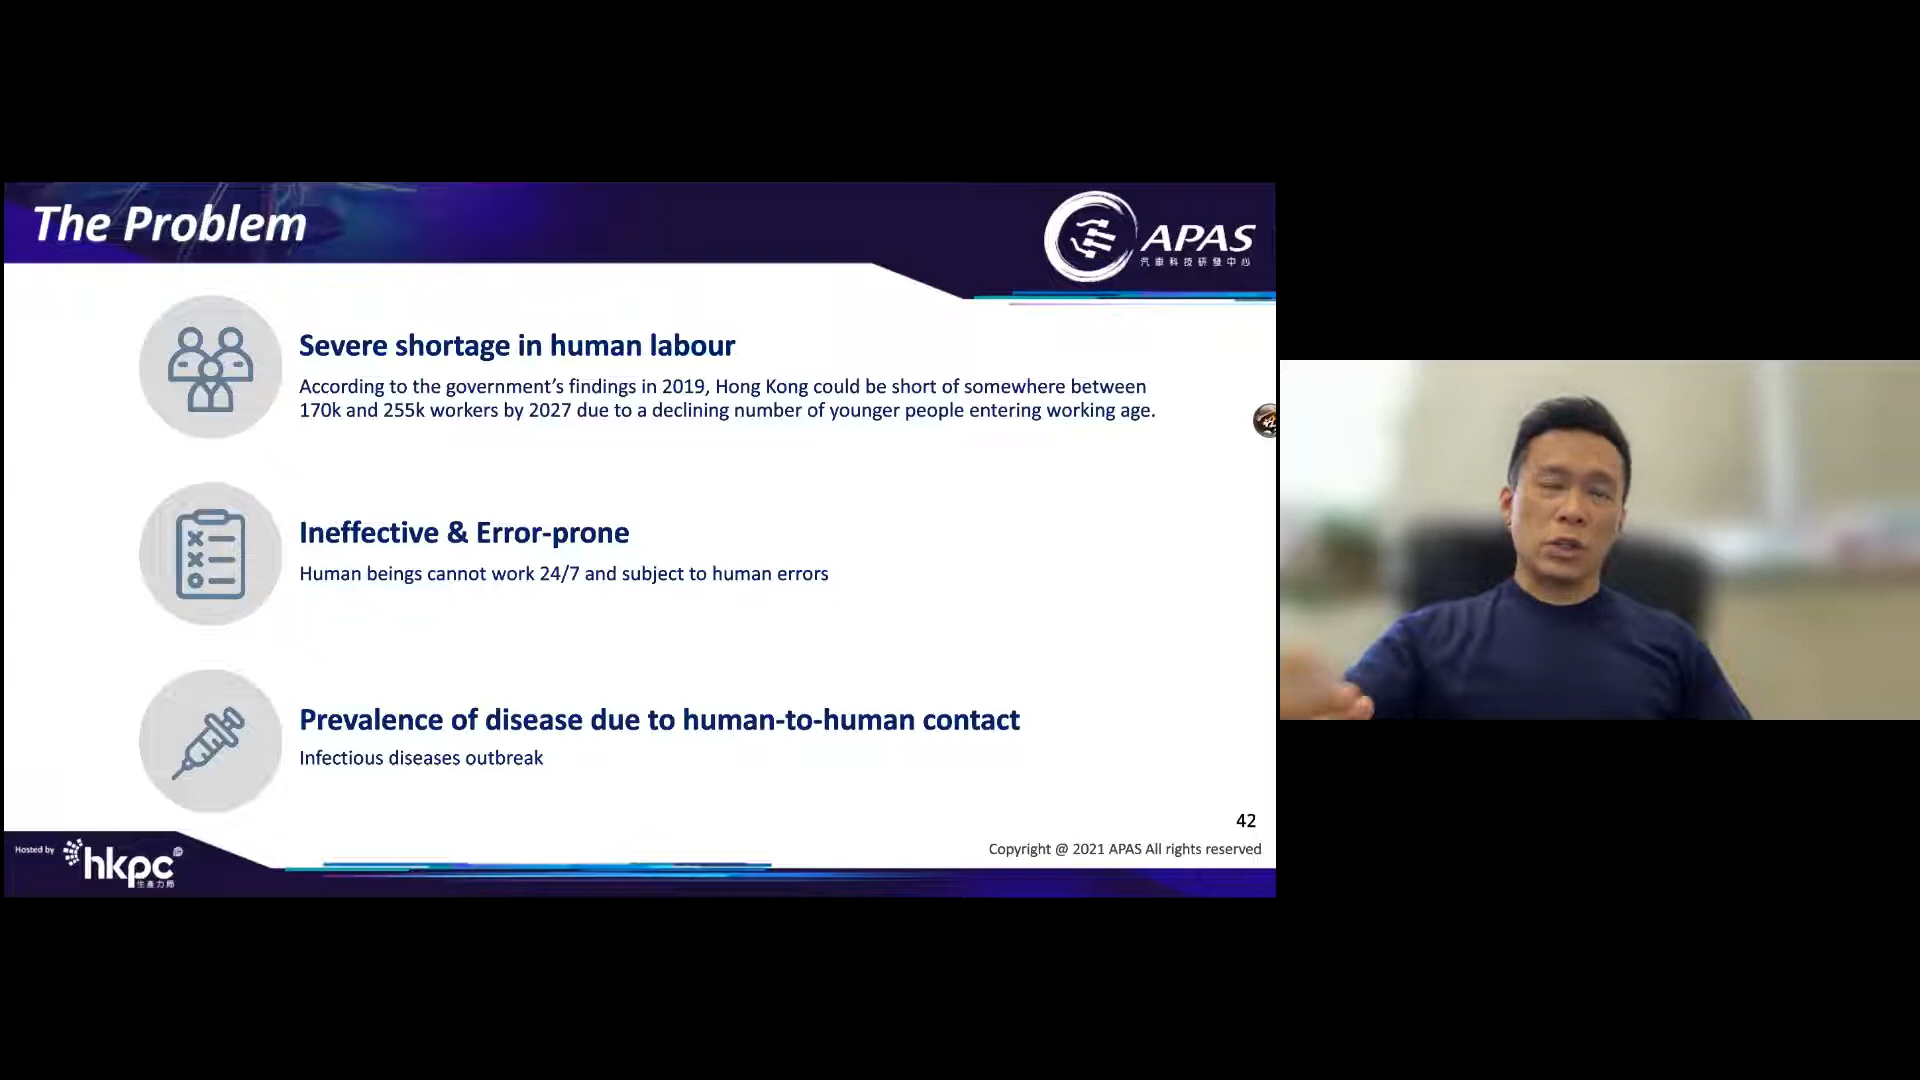 The Problem
APAS
汽車科技研發中心
Severe shortage in human labour
According to the government's findings in 2019, Hong Kong could be short of somewhere between
170k and 255k workers by 2027 due to a declining number of younger people entering working age.
Ineffective & Error-prone
Human beings cannot work 24/7 and subject to human errors
Prevalence of disease due to human-to-human contact
Infectious diseases outbreak
42
Copyright @ 2021 APAS All rights reserved
Hosted by
hkpc®
生產力局